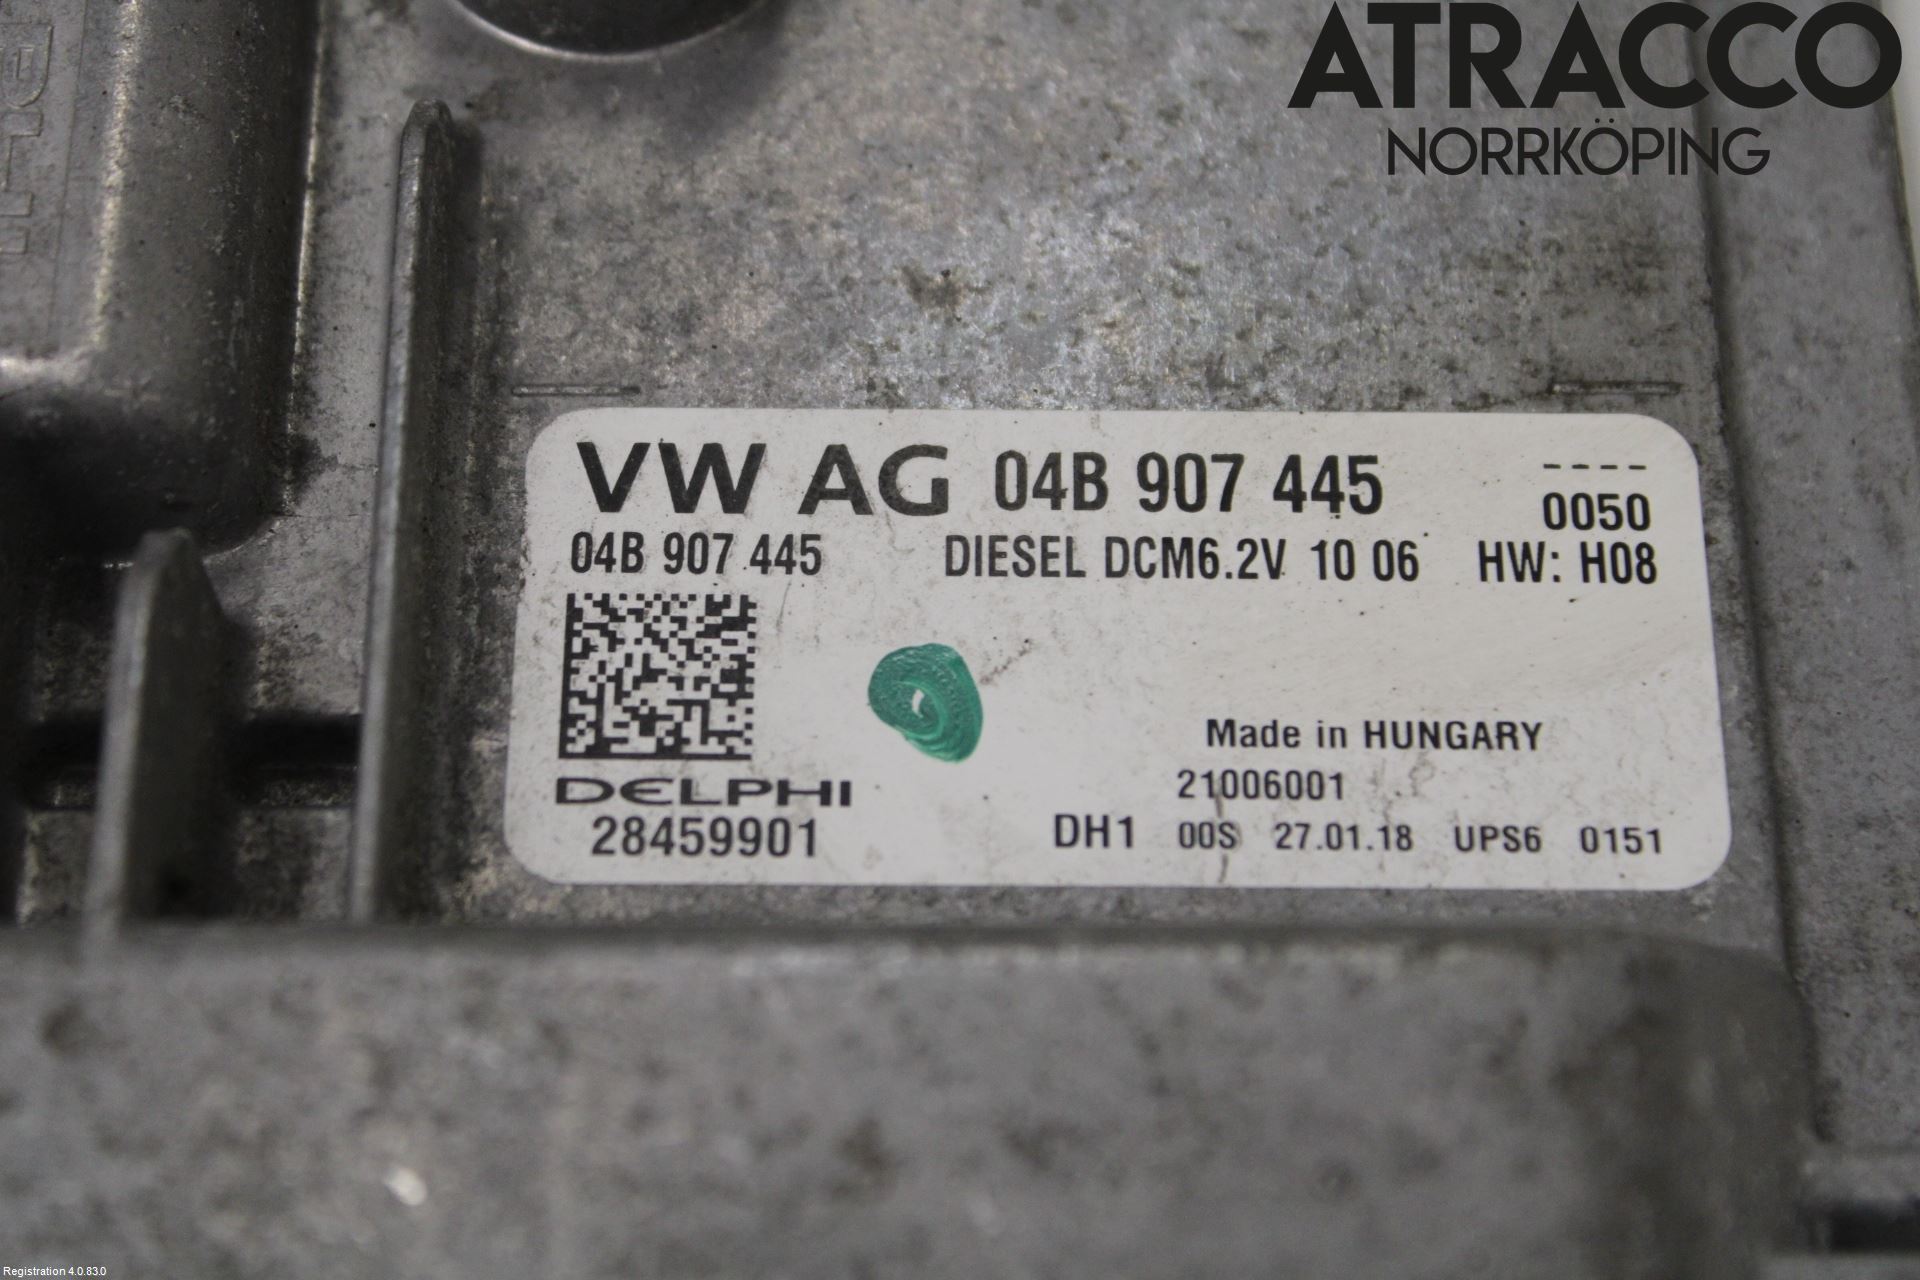 ATRACCO
NORRKÖPING
VW AG 04B 907 445
----
0050
04B 907 445 DIESEL DCM6.2V 10 06 HW: H08
Made in HUNGARY
DELPHI
21006001
28459901
DH1 00S 27.01.18 UPS6 0151
Registration 4.0.83.0